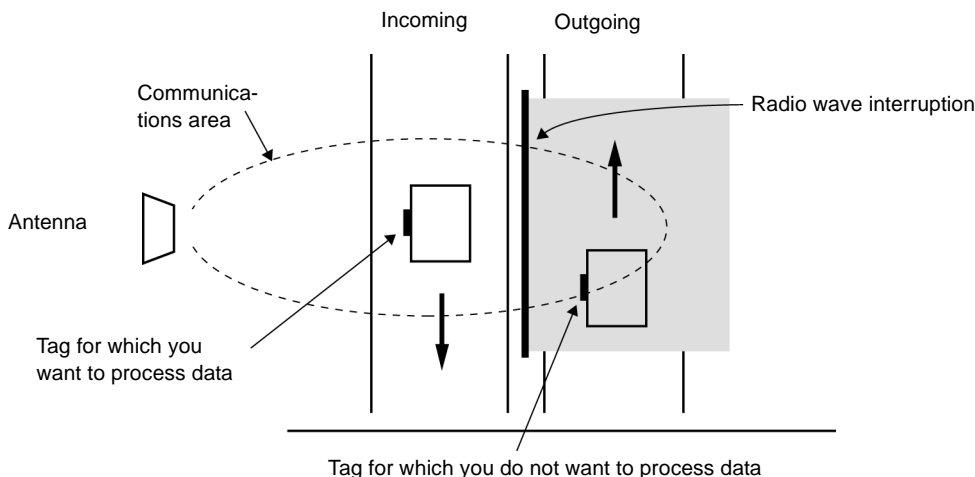 Incoming
Outgoing
Communica-
tions area
Radio wave interruption
Antenna
Tag for which you
want to process data
Tag for which you do not want to process data